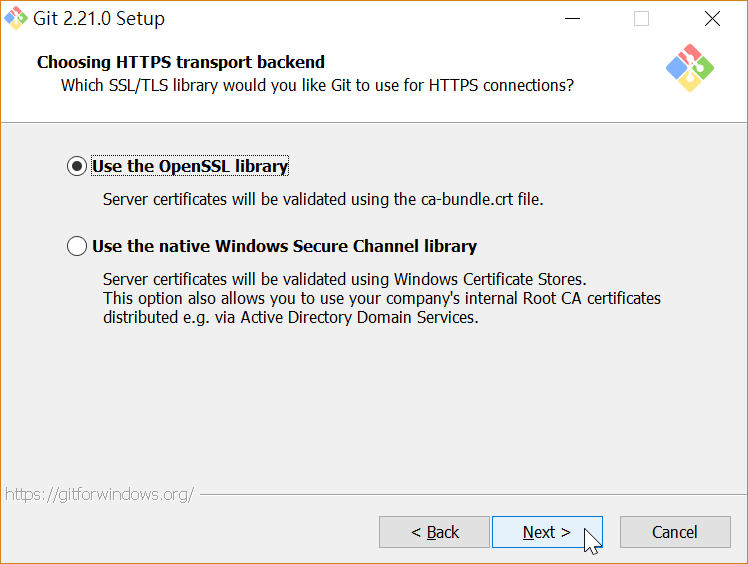 Git 2.21.0 Setup
Choosing HTTPS transport backend
Which SSL/TLS library would you like Git to use for HTTPS connections?
Use the OpenSSL library
Server certificates will be validated using the ca-bundle.crt file.
Use the native Windows Secure Channel library
Server certificates will be validated using Windows Certificate Stores.
This option also allows you to use your company's internal Root CA certificates
distributed e.g. via Active Directory Domain Services.
https://gitforwindows.org/
< Back
Next >
Cancel